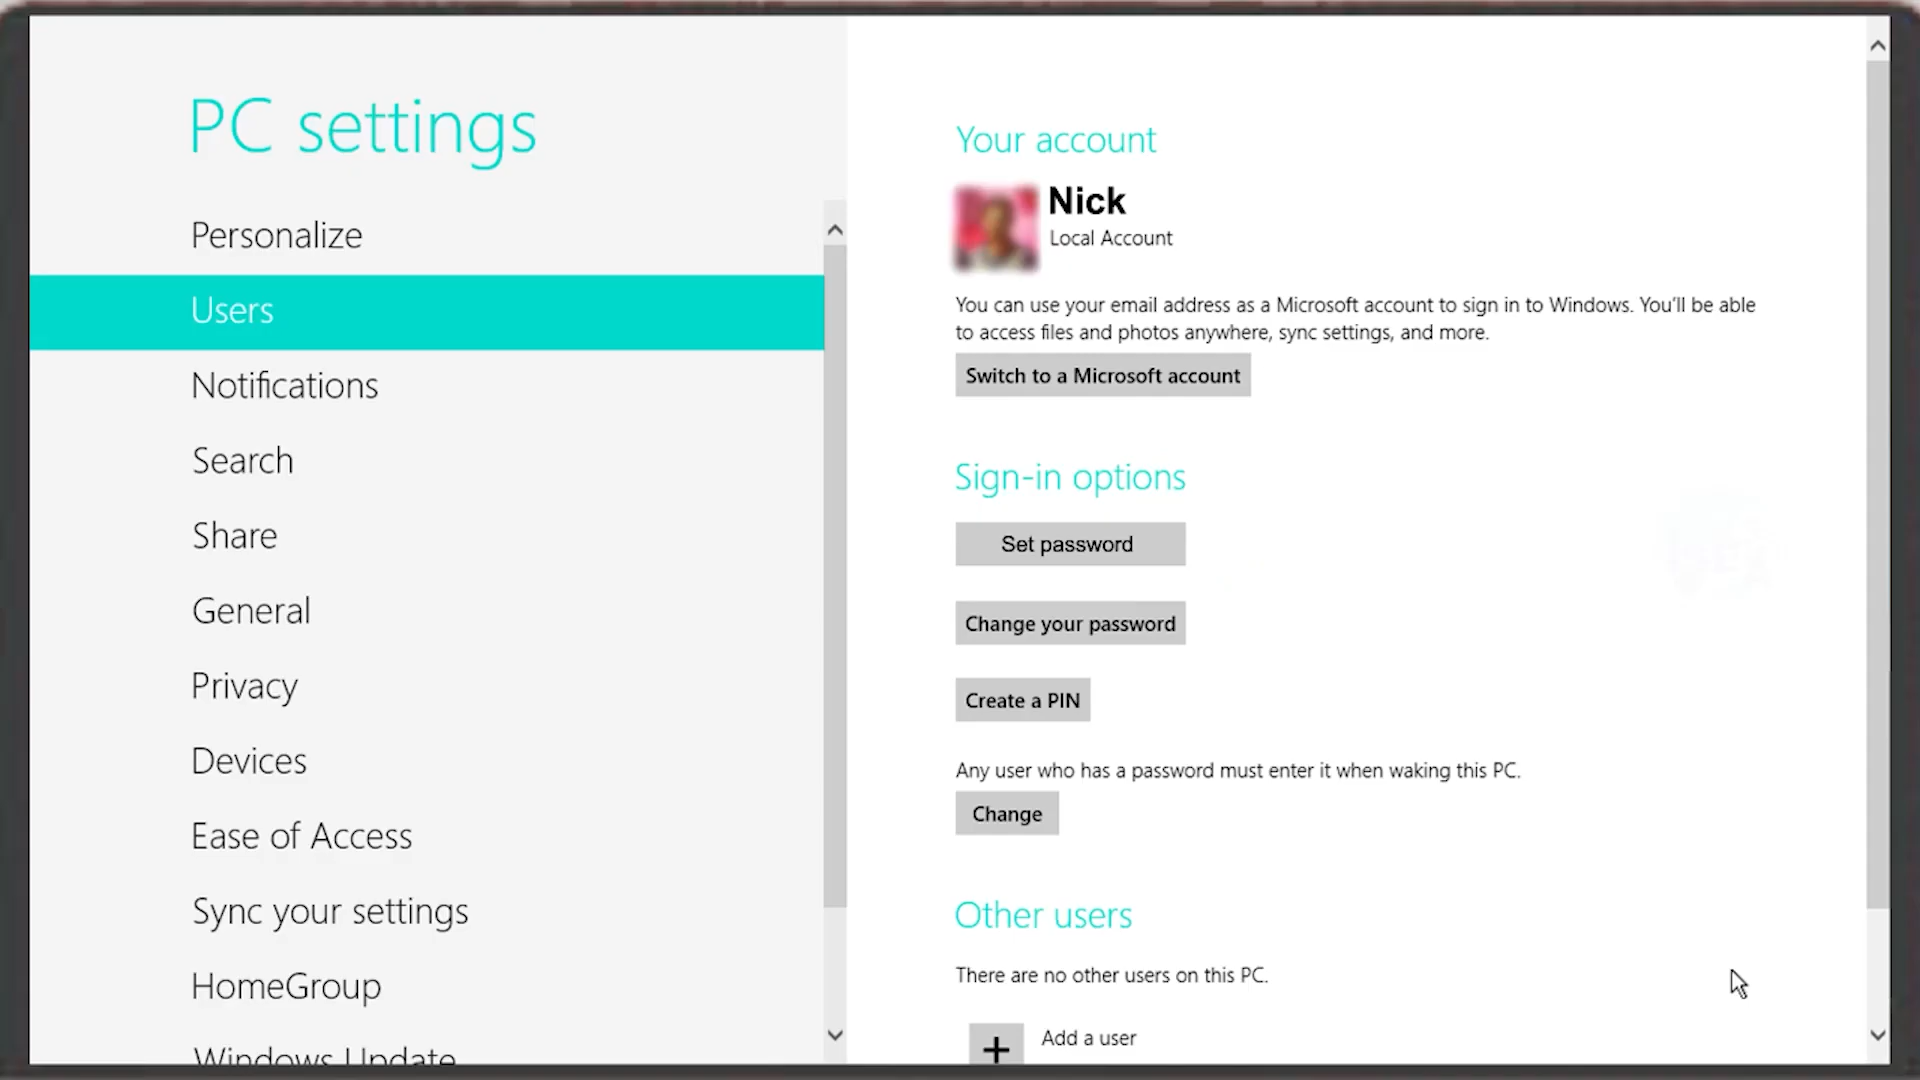 PC settings
Personalize
Users
Notifications
Search
Share
General
Privacy
Devices
Ease of Access
Sync your settings
HomeGroup
Windows Update
Your account
Nick
Local Account
You can use your email address as a Microsoft account to sign in to Windows. You'll be able
to access files and photos anywhere, sync settings, and more.
Switch to a Microsoft account
Sign-in options
Set password
Change your password
Create a PIN
Any user who has a password must enter it when waking this PC.
Change
Other users
There are no other users on this PC.
+ Add a user